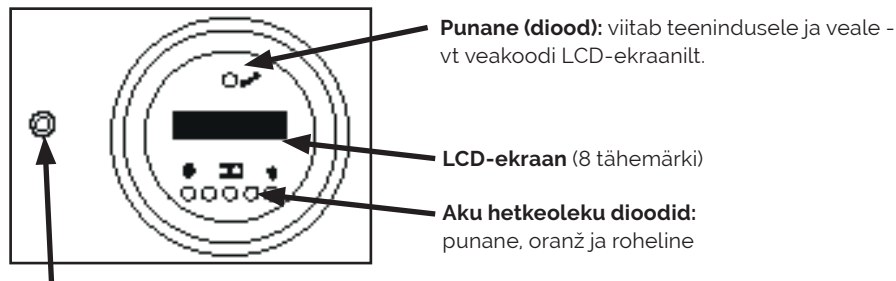 Punane (diood): viitab teenindusele ja veale -
vt veakoodi LCD-ekraanilt.
LCD-ekraan (8 tähemärki)
Aku hetkeoleku dioodid:
punane, oranž ja roheline